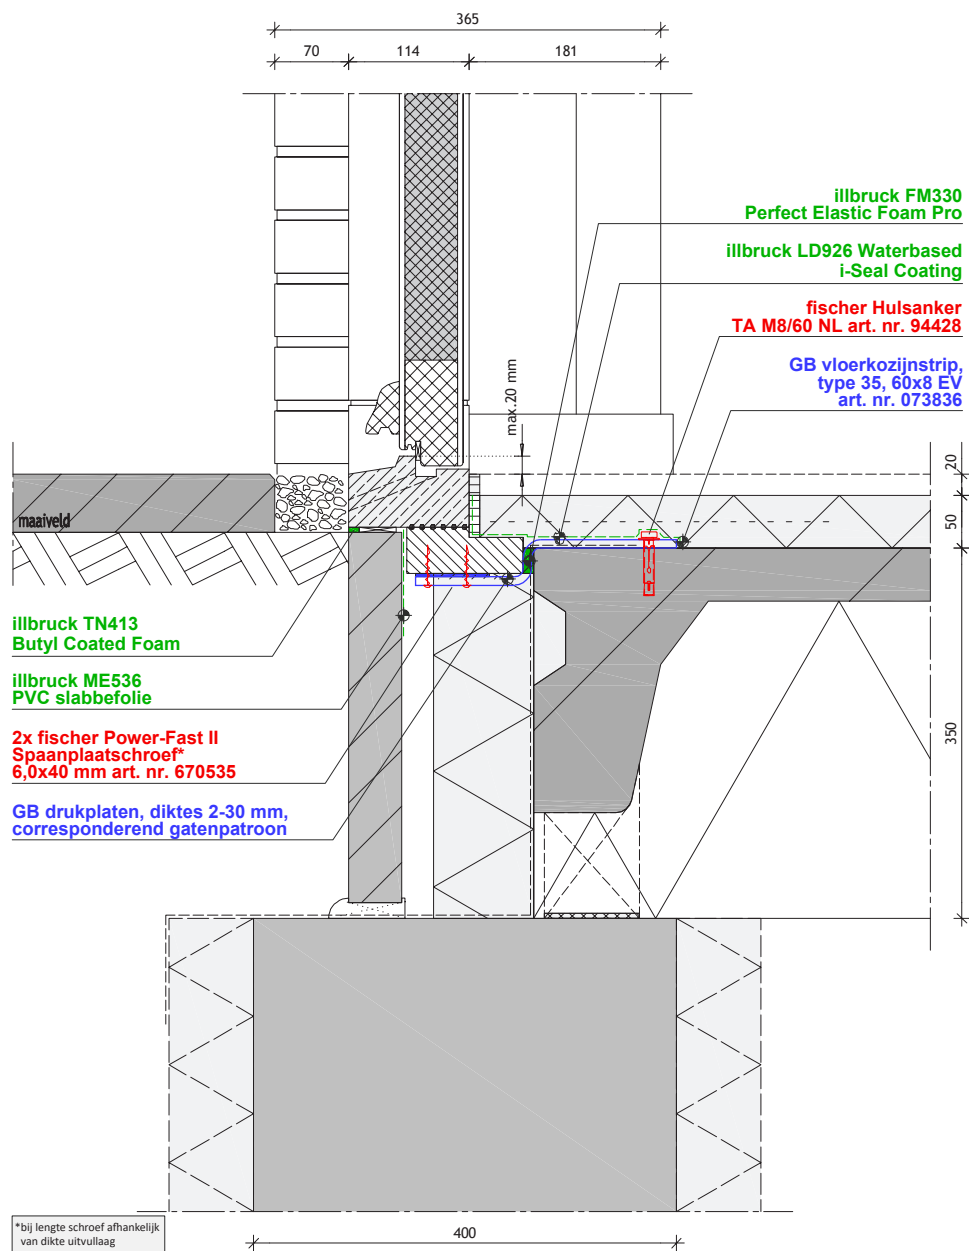 365
70
114
181
illbruck FM330
Perfect Elastic Foam Pro
illbruck LD926 Waterbased
i-Seal Coating
fischer Hulsanker
TA M8/60 NL art. nr. 94428
GB vloerkozijnstrip,
type 35, 60x8 EV
art. nr. 073836
max.20 mm
20
50
350
maaiveld
illbruck TN413
Butyl Coated Foam
illbruck ME536
PVC slabbefolie
2x fischer Power-Fast II
Spaanplaatschroef*
6,0x40 mm art. nr. 670535
GB drukplaten, diktes 2-30 mm,
corresponderend gatenpatroon
*bij lengte schroef afhankelijk
van dikte uitvullaag
400